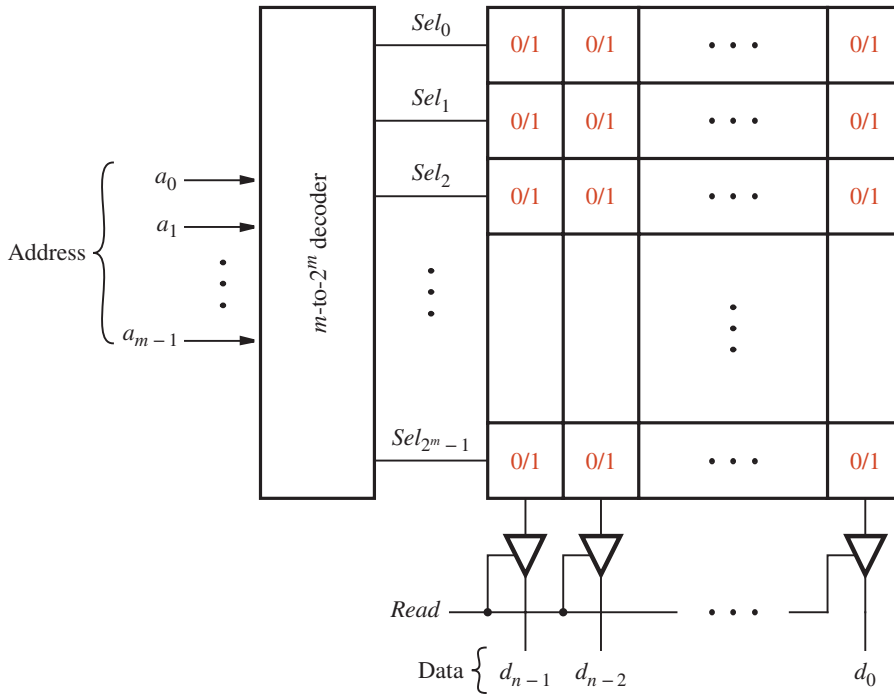 Sel₀ 0/1 0/1 • • • 0/1
Sel₁ 0/1 0/1 • • • 0/1
Sel₂ 0/1 0/1 • • • 0/1
a₀
a₁
Address
aₘ₋₁
m-to-2ᵐ decoder
Sel_{2ᵐ−1} 0/1 0/1 • • • 0/1
Read • • •
Data dₙ₋₁ dₙ₋₂ d₀